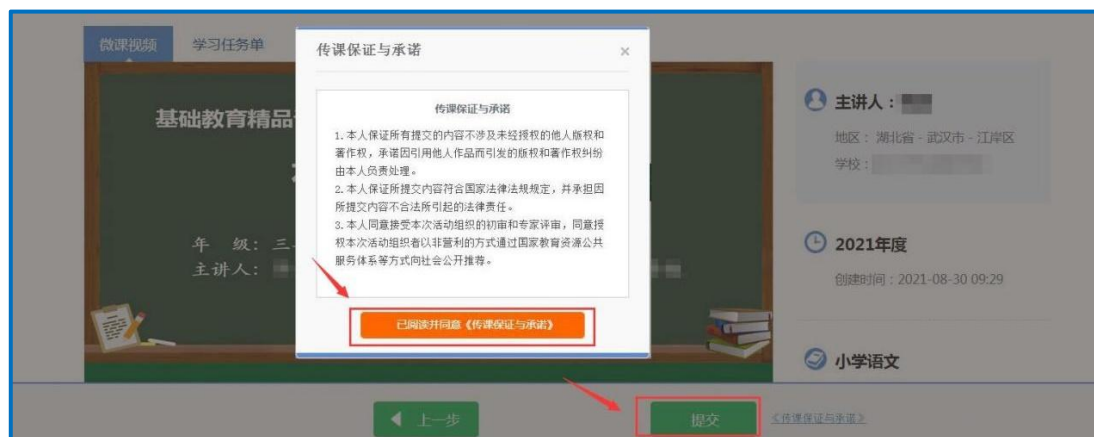 微课视频
学习任务单
基础教育精品
年 级：三
主讲人：
传课保证与承诺
×
传课保证与承诺
1.本人保证所有提交的内容不涉及未经授权的他人版权和
著作权，承诺因引用他人作品而引发的版权和著作权纠纷
由本人负责处理。
2.本人保证所提交内容符合国家法律法规规定，并承担因
所提交内容不合法所引起的法律责任。
3.本人同意接受本次活动组织的初审和专家评审，同意授
权本次活动组织者以非营利的方式通过国家教育资源公共
服务体系等方式向社会公开推荐。
已阅读并同意《传课保证与承诺》
主讲人：
地区：湖北省-武汉市-江岸区
学校：
2021年度
创建时间：2021-08-30 09:29
小学语文
上一步
提交
《传课保证与承诺》